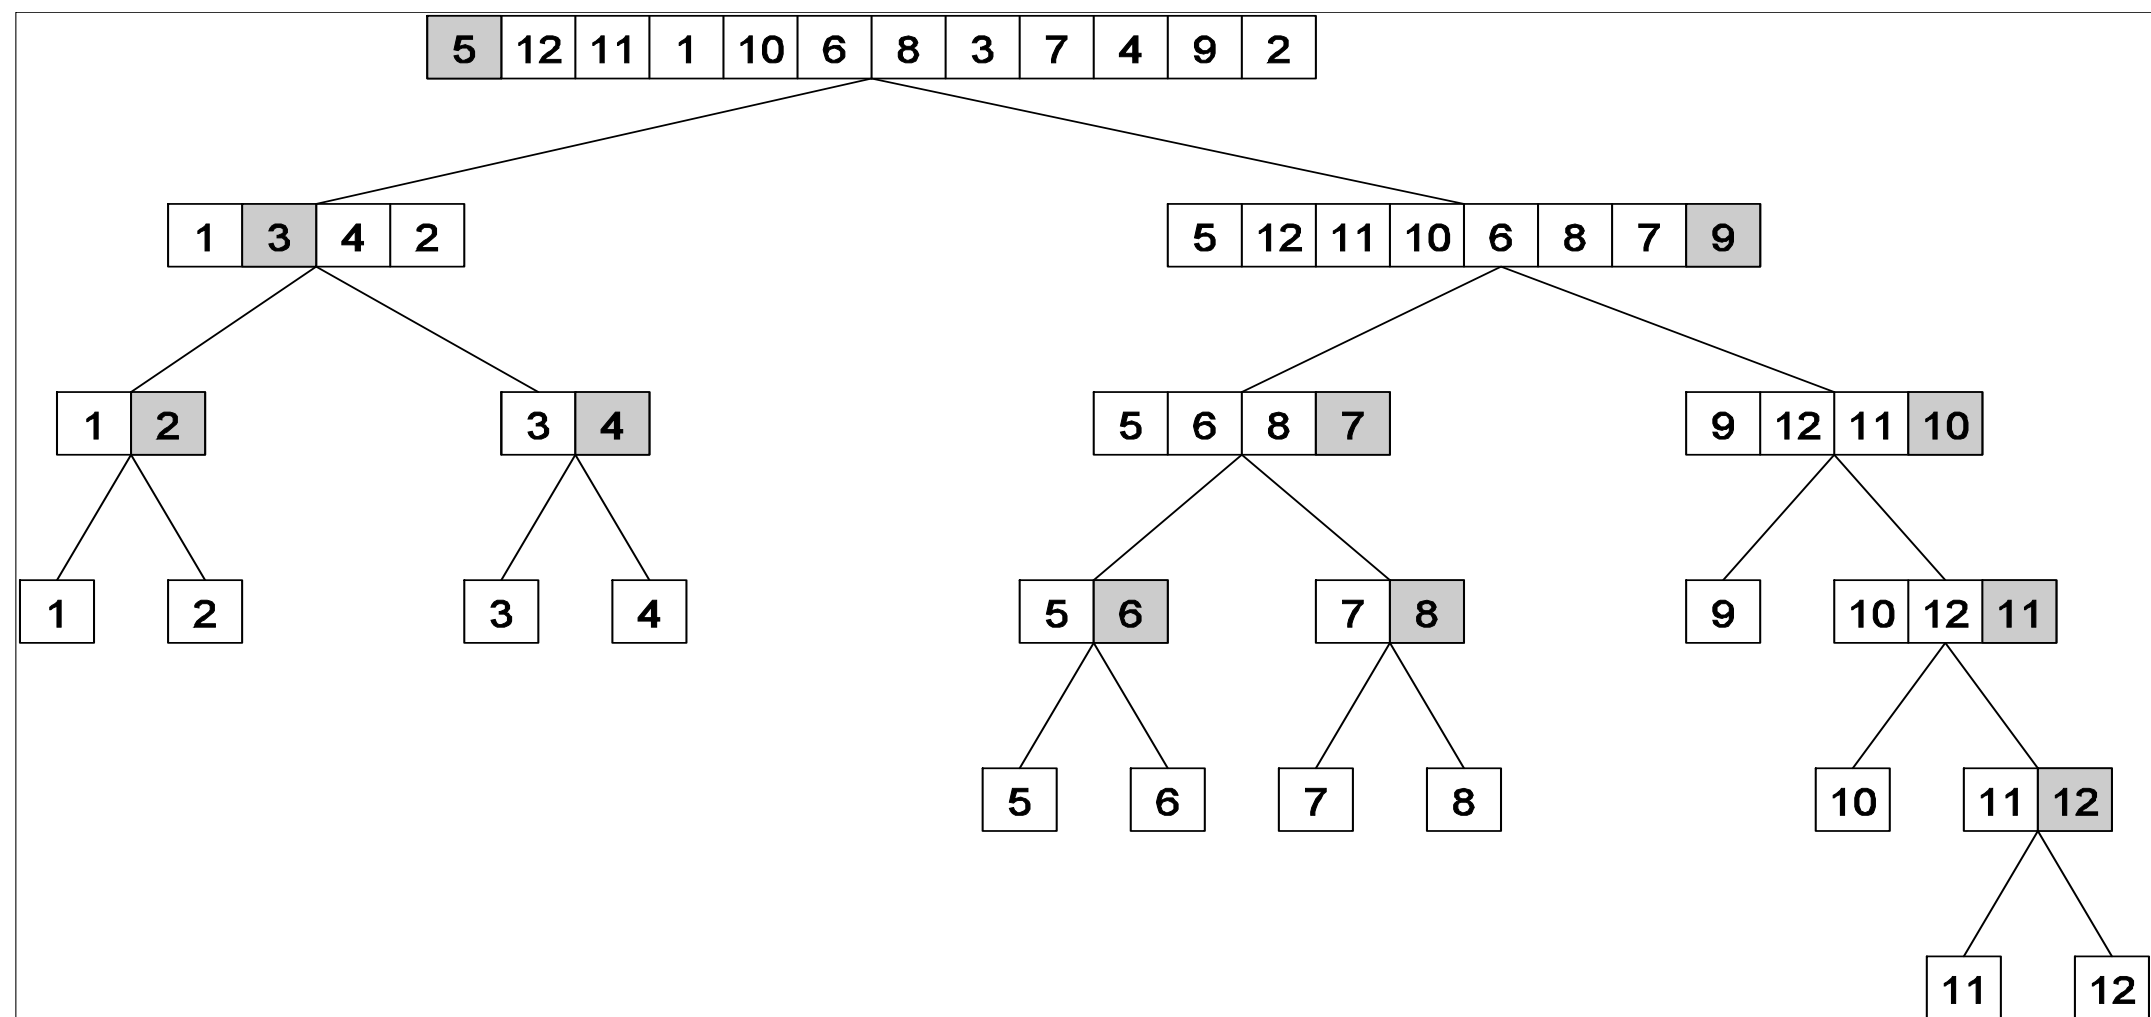 5 12 11 1 10 6 8 3 7 4 9 2
1 3 4 2 5 12 11 10 6 8 7 9
1 2 3 4 5 6 8 7 9 12 11 10
1 2 3 4 5 6 7 8 9 10 12 11
5 6 7 8 10 11 12
11 12